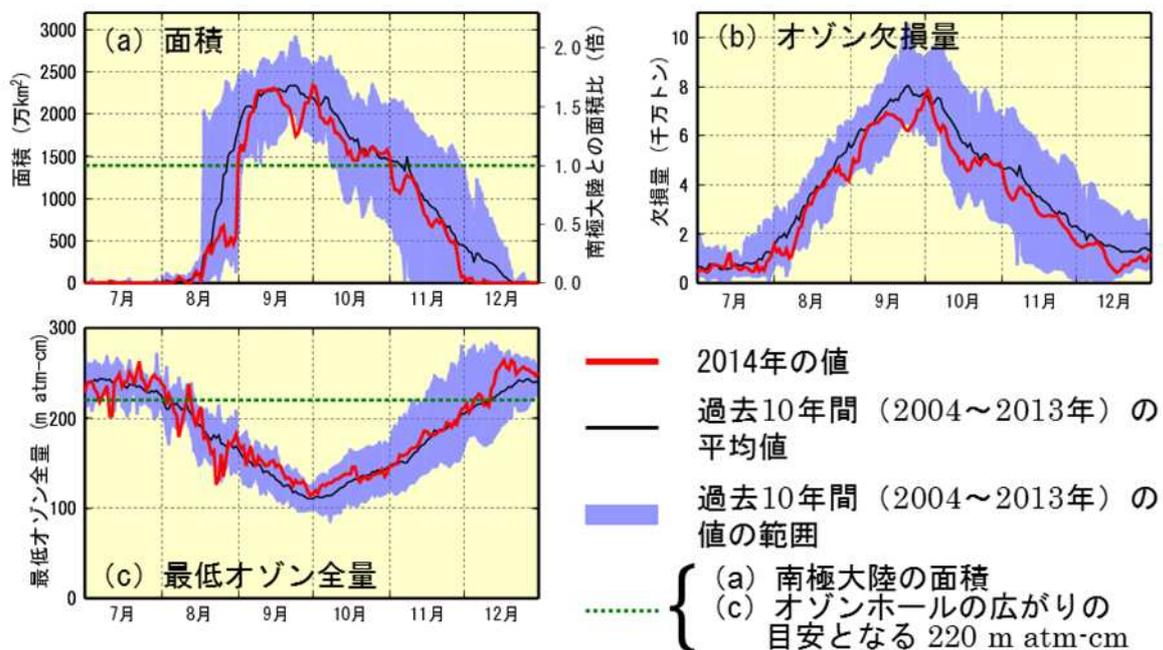 (a) 面積
面積 (万km²)
3000
2500
2000
1500
1000
500
0
南極大陸との面積比 (倍)
2.0
1.5
1.0
0.5
0.0
7月 8月 9月 10月 11月 12月
(b) オゾン欠損量
欠損量 (千万トン)
10
8
6
4
2
0
7月 8月 9月 10月 11月 12月
(c) 最低オゾン全量
最低オゾン全量 (m atm-cm)
300
200
100
0
7月 8月 9月 10月 11月 12月
2014年の値
過去10年間（2004～2013年）の
平均値
過去10年間（2004～2013年）の
値の範囲
(a) 南極大陸の面積
(c) オゾンホールの広がりの
目安となる 220 m atm-cm